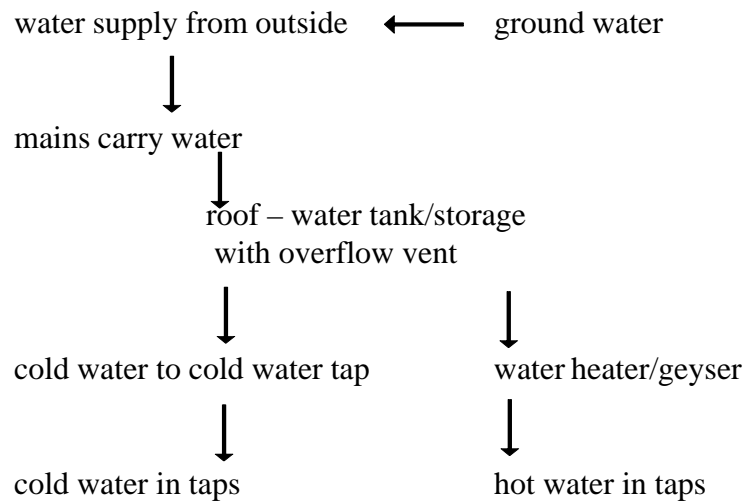 water supply from outside
ground water
mains carry water
roof – water tank/storage
with overflow vent
cold water to cold water tap
water heater/geyser
cold water in taps
hot water in taps